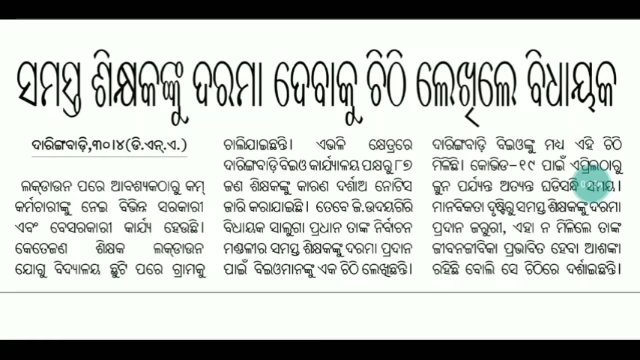 ସମସ୍ତ ଶିକ୍ଷକଙ୍କୁ ଦରମା ଦେବାକୁ ଚିଠି ଲେଖିଲେ ବିଧାୟକ
ଦାରିଙ୍ଗବାଡ଼ି,୩୦।୪(ଡି.ଏନ୍.ଏ.)
ଲକ୍‌ଡାଉନ ପରେ ଆବଶ୍ୟକଠାରୁ କମ୍
କର୍ମଚାରୀଙ୍କୁ ନେଇ ବିଭିନ୍ନ ସରକାରୀ
ଏବଂ ବେସରକାରୀ କାର୍ଯ୍ୟ ହେଉଛି।
କେତେଜଣ ଶିକ୍ଷକ ଲକ୍‌ଡାଉନ
ଯୋଗୁ ବିଦ୍ୟାଳୟ ଛୁଟି ପରେ ଗ୍ରାମକୁ
ଚାଲିଯାଇଛନ୍ତି। ଏଭଳି କ୍ଷେତ୍ରରେ
ଦାରିଙ୍ଗବାଡ଼ି ବିଇଓ କାର୍ଯ୍ୟାଳୟ ପକ୍ଷରୁ ୮୭
ଜଣ ଶିକ୍ଷକଙ୍କୁ କାରଣ ଦର୍ଶାଅ ନୋଟିସ
ଜାରି କରାଯାଇଛି। ତେବେ ଜି.ଉଦୟଗିରି
ବିଧାୟକ ସାଲୁଗା ପ୍ରଧାନ ତାଙ୍କ ନିର୍ବାଚନ
ମଣ୍ଡଳୀର ସମସ୍ତ ଶିକ୍ଷକଙ୍କୁ ଦରମା ପ୍ରଦାନ
ପାଇଁ ବିଇଓମାନଙ୍କୁ ଏକ ଚିଠି ଲେଖିଛନ୍ତି।
ଦାରିଙ୍ଗବାଡ଼ି ବିଇଓଙ୍କୁ ମଧ୍ୟ ଏହି ଚିଠି
ମିଳିଛି। କୋଭିଡ-୧୯ ପାଇଁ ଏପ୍ରିଲଠାରୁ
ଜୁନ ପର୍ଯ୍ୟନ୍ତ ଅତ୍ୟନ୍ତ ଘଡିସନ୍ଧି ସମୟ।
ମାନବିକତା ଦୃଷ୍ଟିରୁ ସମସ୍ତ ଶିକ୍ଷକଙ୍କୁ ଦରମା
ପ୍ରଦାନ ଜରୁରୀ, ଏହା ନ ମିଳିଲେ ତାଙ୍କ
ଜୀବନଜୀବିକା ପ୍ରଭାବିତ ହେବା ଆଶଙ୍କା
ରହିଛି ବୋଲି ସେ ଚିଠିରେ ଦର୍ଶାଇଛନ୍ତି।